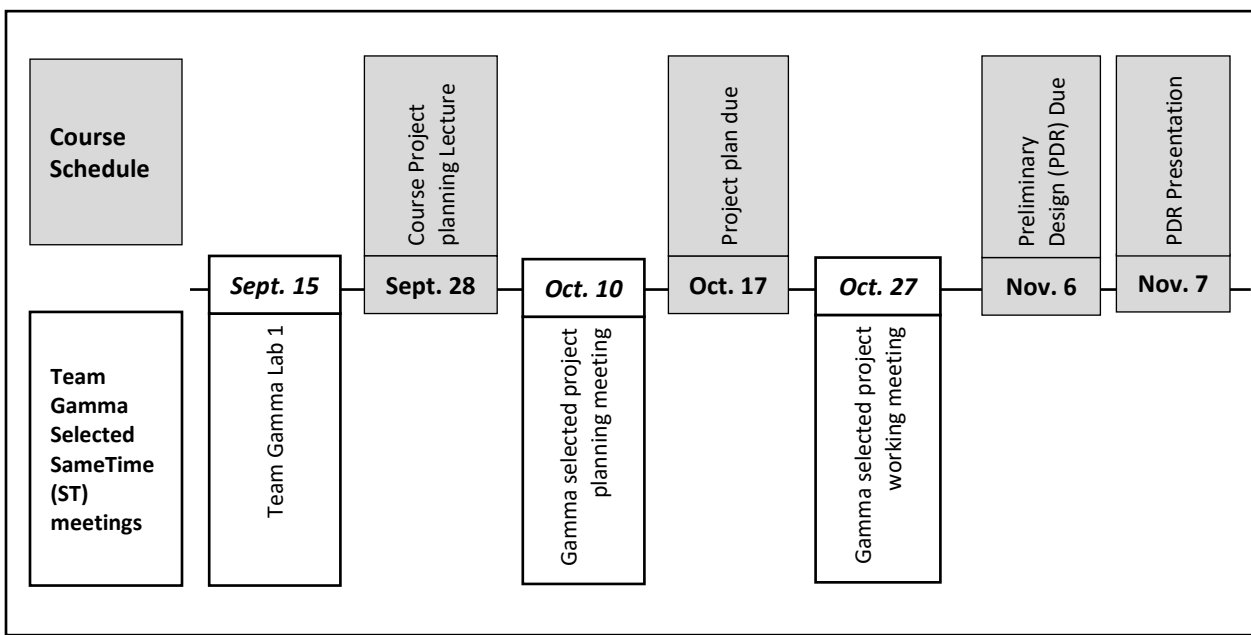 Course
Schedule
Course Project
planning Lecture
Project plan due
Preliminary
Design (PDR) Due
PDR Presentation
Sept. 15
Sept. 28
Oct. 10
Oct. 17
Oct. 27
Nov. 6
Nov. 7
Team
Gamma
Selected
SameTime
(ST)
meetings
Team Gamma Lab 1
Gamma selected project
planning meeting
Gamma selected project
working meeting